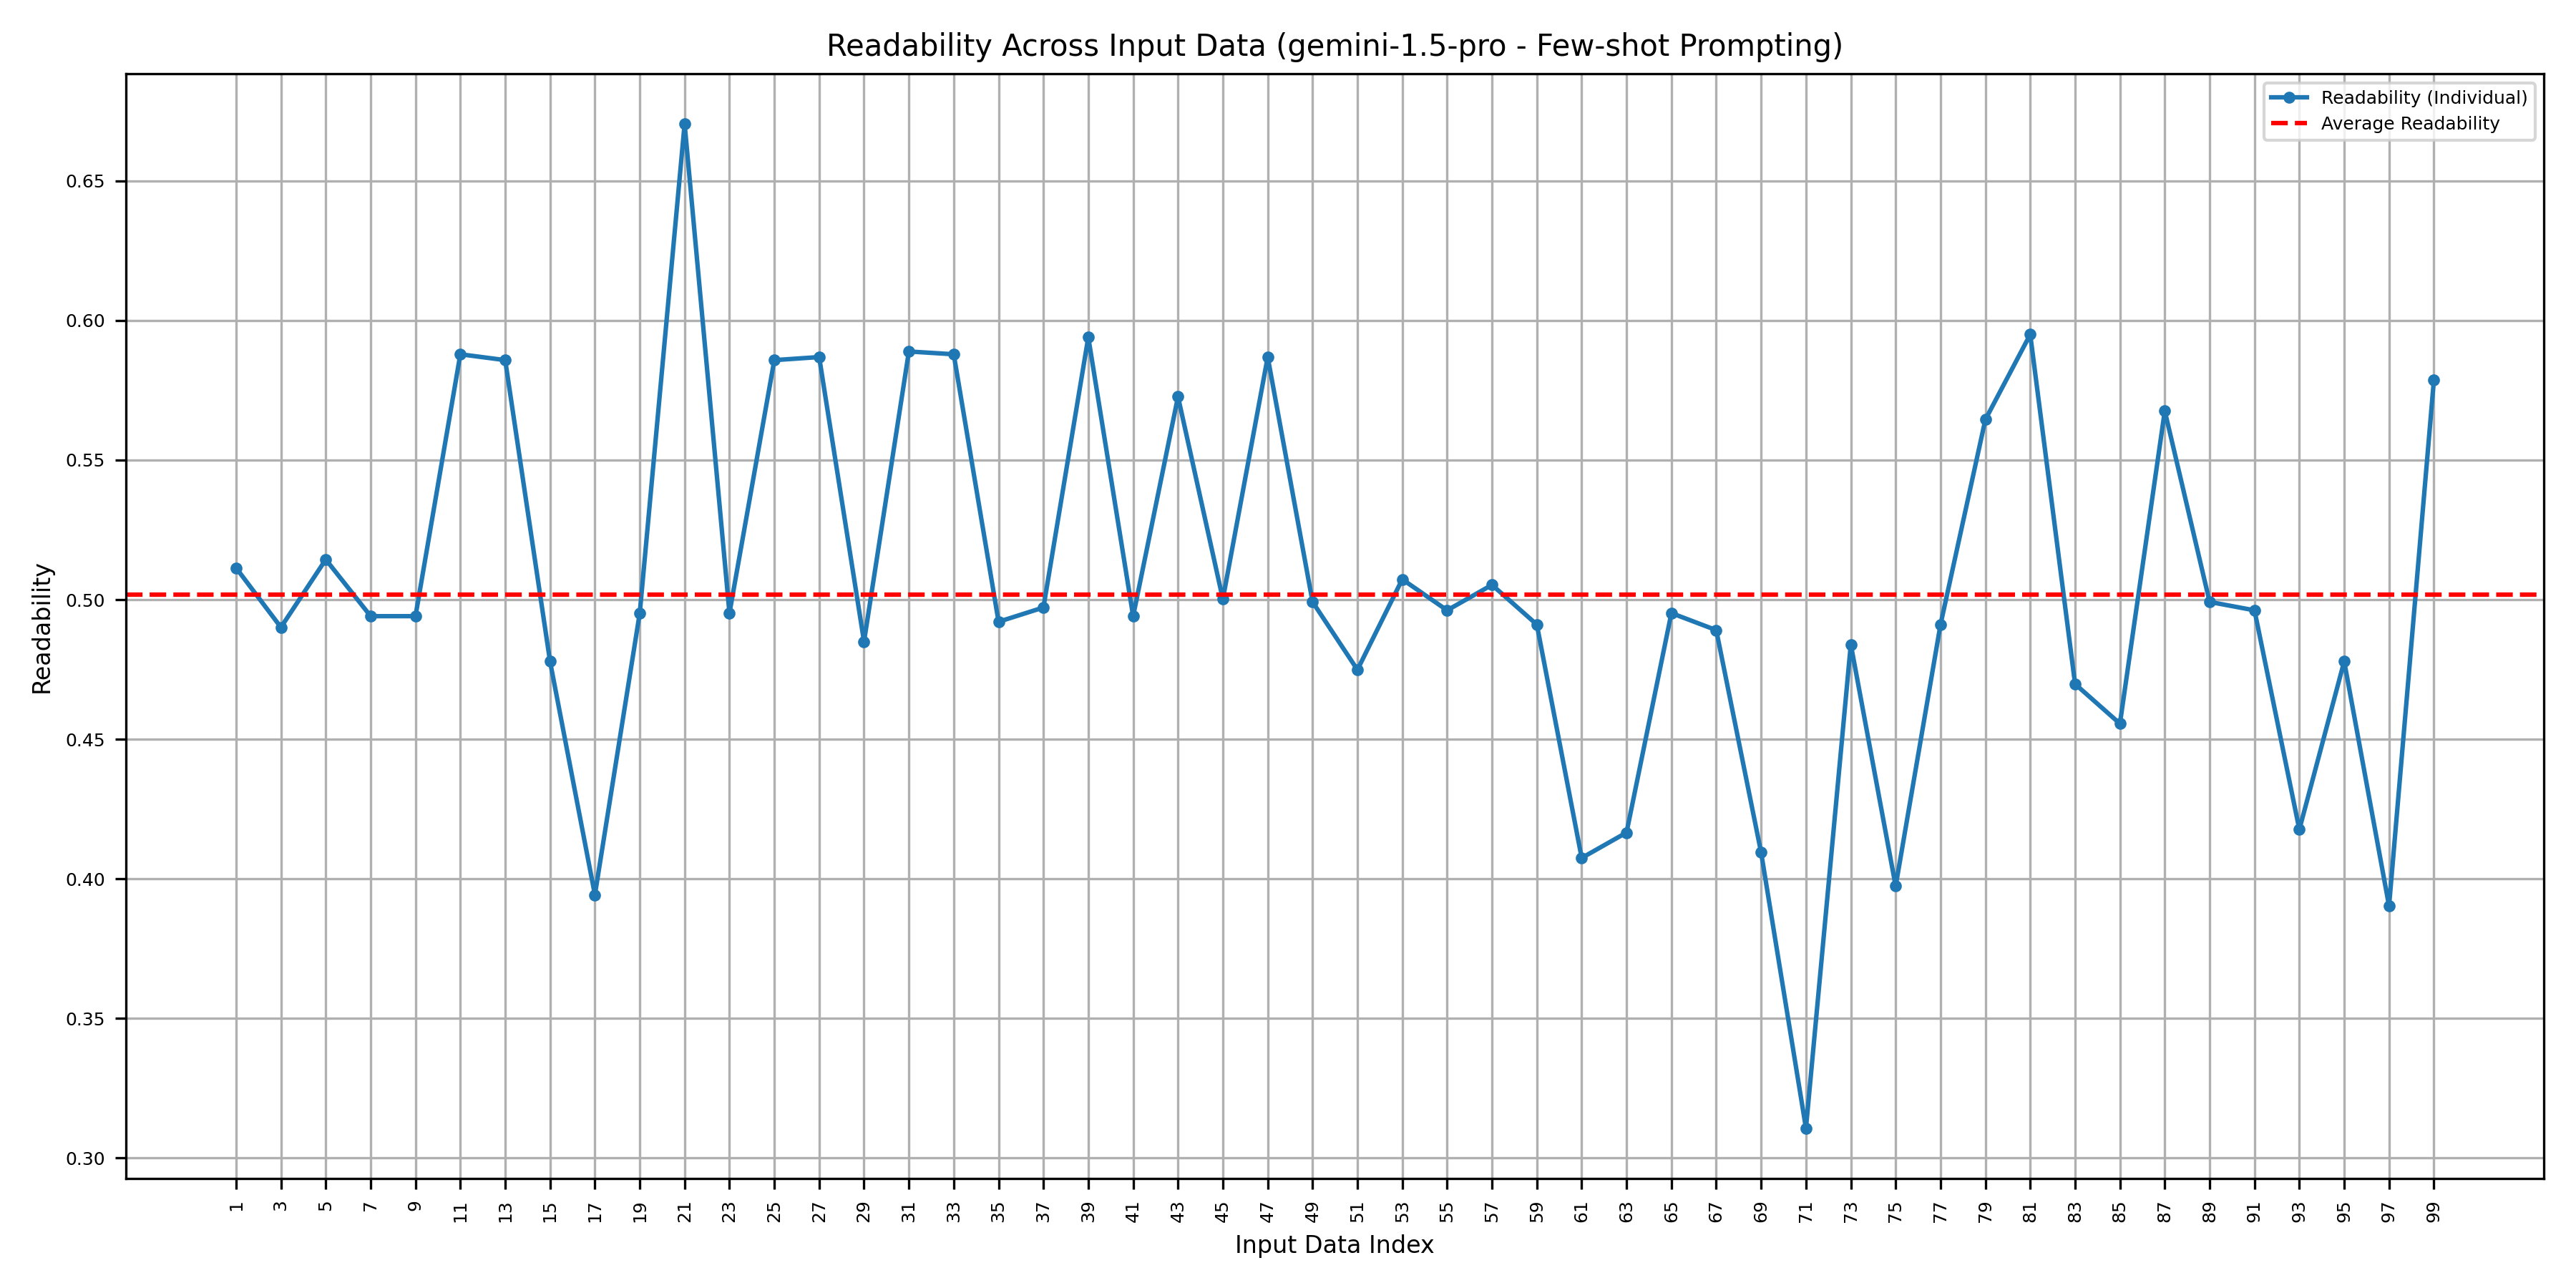 Readability Across Input Data (gemini-1.5-pro - Few-shot Prompting)
Readability (Individual)
Average Readability
Readability
0.65
0.60
0.55
0.50
0.45
0.40
0.35
0.30
1 3 5 7 9 11 13 15 17 19 21 23 25 27 29 31 33 35 37 39 41 43 45 47 49 51 53 55 57 59 61 63 65 67 69 71 73 75 77 79 81 83 85 87 89 91 93 95 97 99
Input Data Index